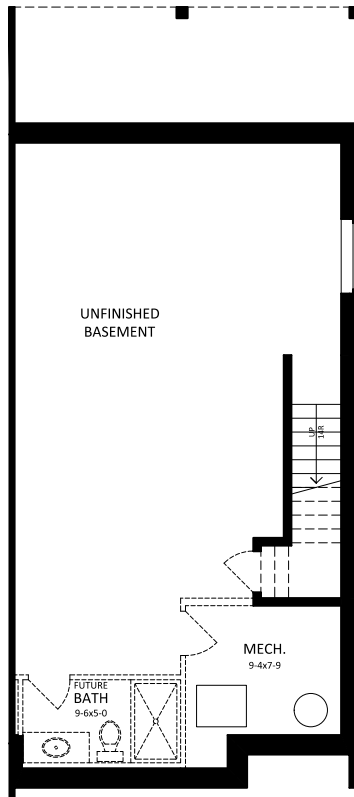 UNFINISHED
BASEMENT
UP
14R
MECH.
9-4x7-9
FUTURE
BATH
9-6x5-0